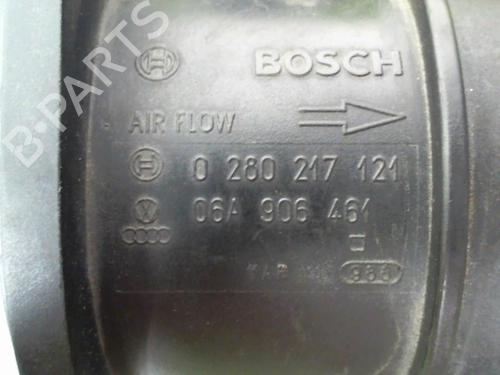 BOSCH
AIR FLOW
0 280 217 121
06A 906 461
B-PARTS